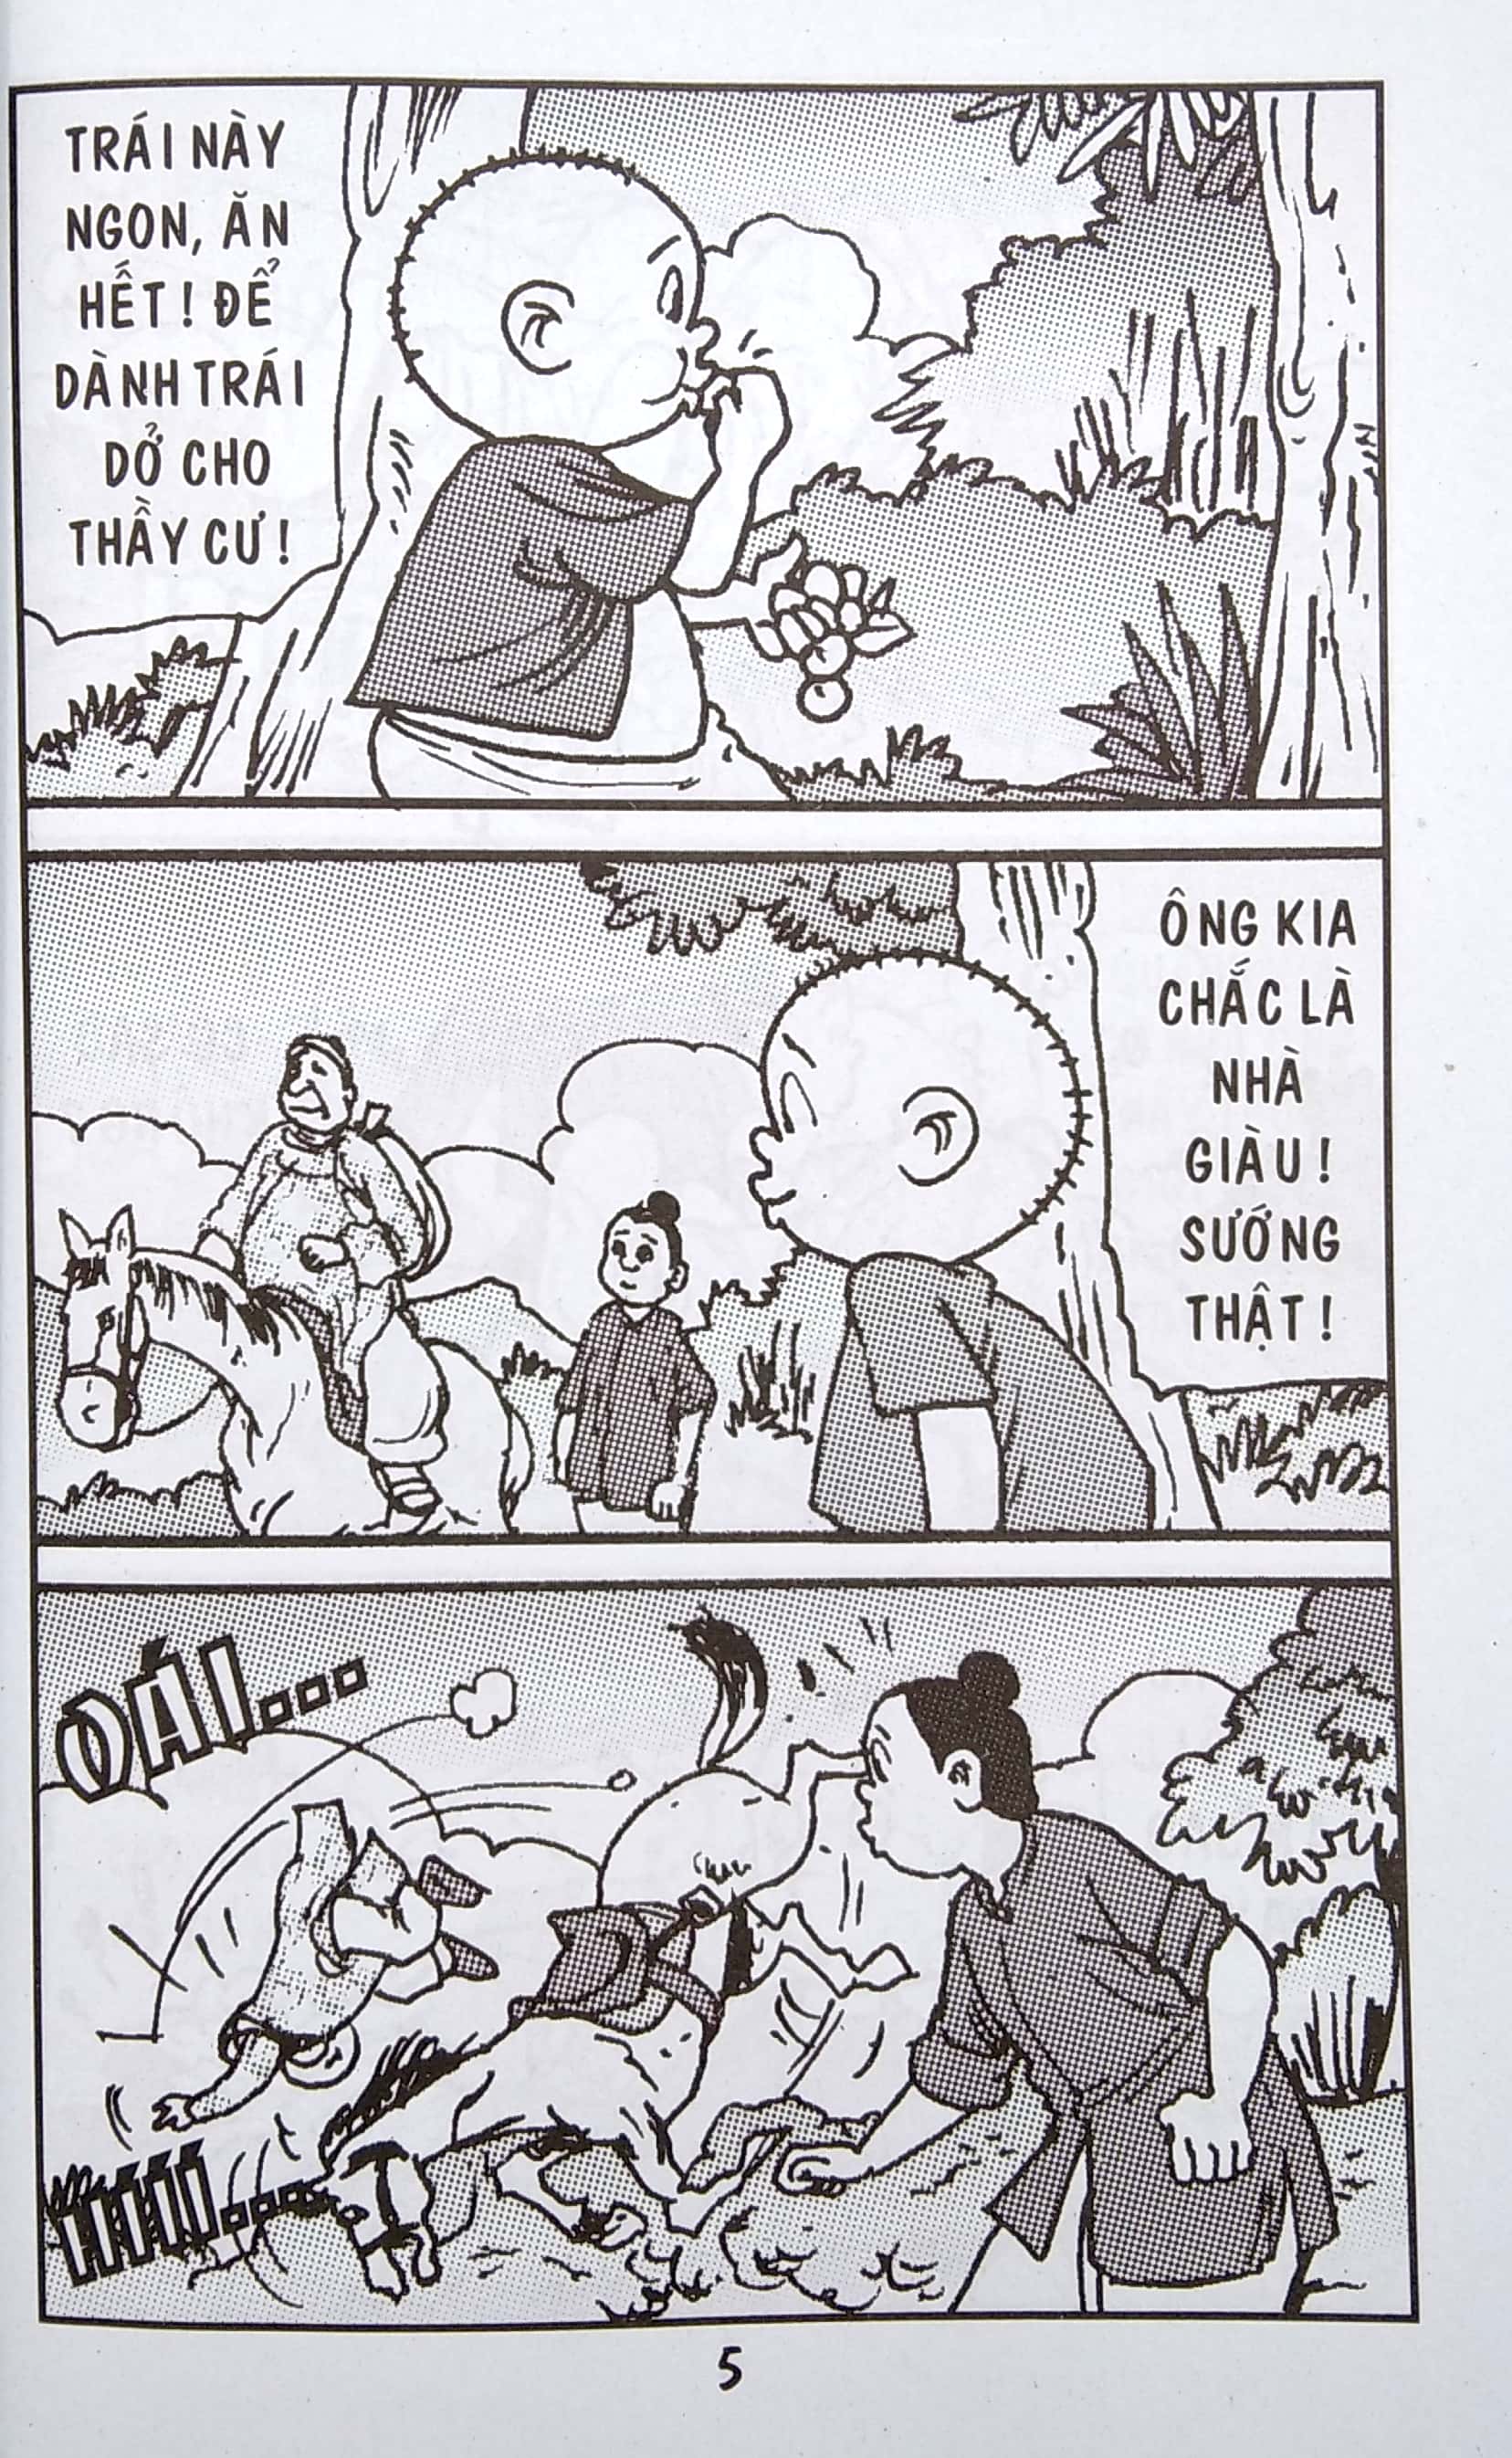 TRÁI NÀY
NGON, ĂN
HẾT! ĐỂ
DÀNH TRÁI
DỞ CHO
THẦY CƯ!
ÔNG KIA
CHẮC LÀ
NHÀ
GIÀU!
SƯỚNG
THẬT!
OÁI...
5